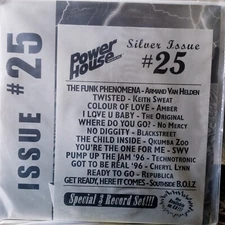 ISSUE #25
Power
House
Silver Issue
#25
THE FUNK PHENOMENA - ARMAND VAN HELDEN
TWISTED - KEITH SWEAT
COLOUR OF LOVE - AMBER
I LOVE U BABY - THE ORIGINAL
WHERE DO YOU GO? - NO MERCY
NO DIGGITY - BLACKSTREET
THE CHILD INSIDE - QKUMBA ZOO
YOU'RE THE ONE FOR ME - SWV
PUMP UP THE JAM '96 - TECHNOTRONIC
GOT TO BE REAL '96 - CHERYL LYNN
READY TO GO - REPUBLICA
GET READY, HERE IT COMES - SOUTHSIDE B.O.I.Z
Special 3 Record Set!!!